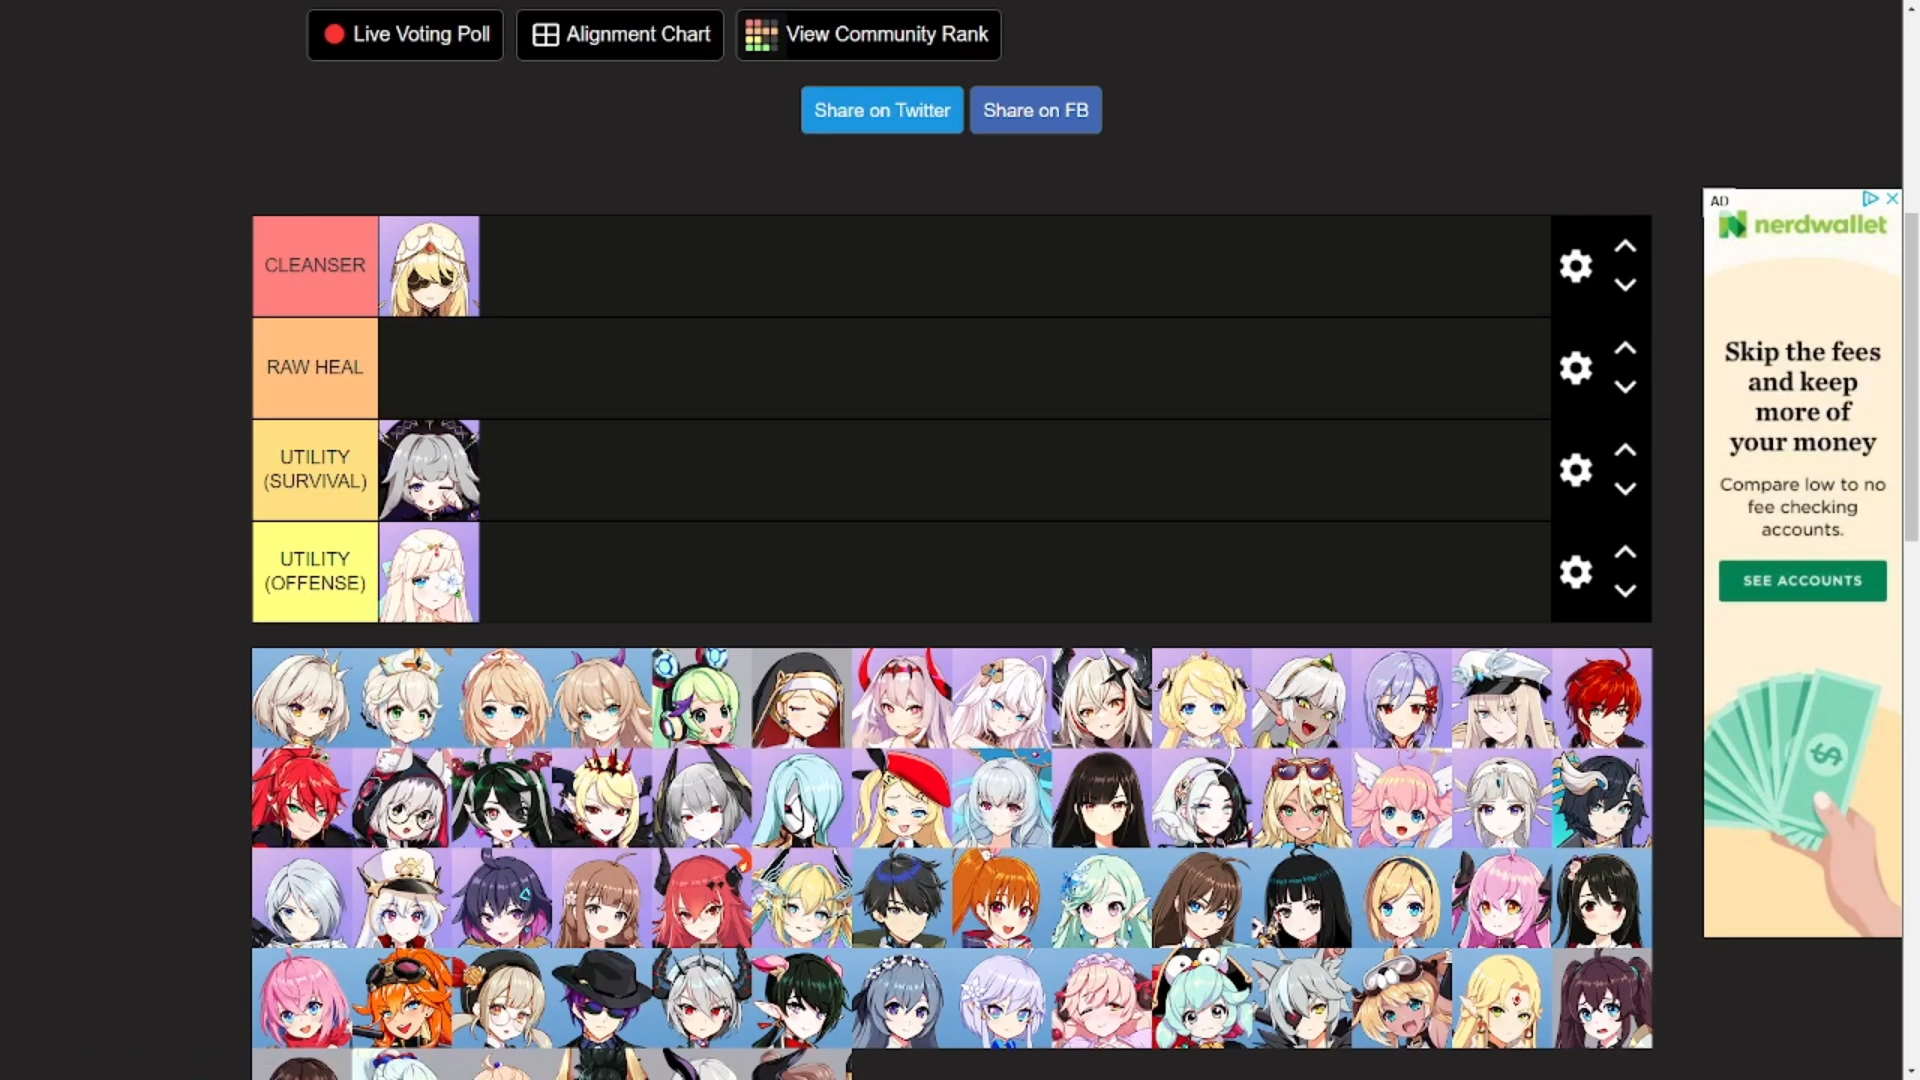 Live Voting Poll
Alignment Chart
View Community Rank
Share on Twitter
Share on FB
CLEANSER
RAW HEAL
UTILITY
(SURVIVAL)
UTILITY
(OFFENSE)
AD
nerdwallet
Skip the fees
and keep
more of
your money
Compare low to no
fee checking
accounts.
SEE ACCOUNTS